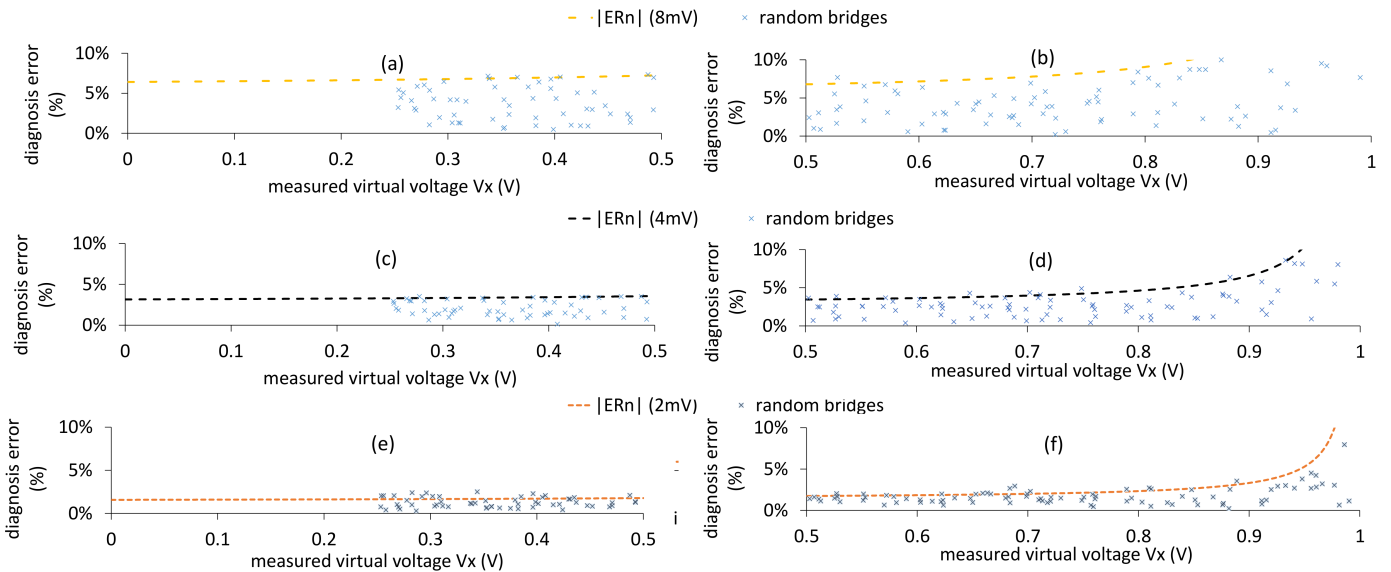 |ERn| (8mV) random bridges
(a)
diagnosis error
(%)
10%
5%
0%
0 0.1 0.2 0.3 0.4 0.5
measured virtual voltage Vx (V)
(b)
diagnosis error
(%)
10%
5%
0%
0.5 0.6 0.7 0.8 0.9 1
measured virtual voltage Vx (V)
|ERn| (4mV) random bridges
(c)
diagnosis error
(%)
10%
5%
0%
0 0.1 0.2 0.3 0.4 0.5
measured virtual voltage Vx (V)
(d)
diagnosis error
(%)
10%
5%
0%
0.5 0.6 0.7 0.8 0.9 1
measured virtual voltage Vx (V)
|ERn| (2mV) random bridges
(e)
diagnosis error
(%)
10%
5%
0%
0 0.1 0.2 0.3 0.4 0.5
measured virtual voltage Vx (V)
i
(f)
diagnosis error
(%)
10%
5%
0%
0.5 0.6 0.7 0.8 0.9 1
measured virtual voltage Vx (V)